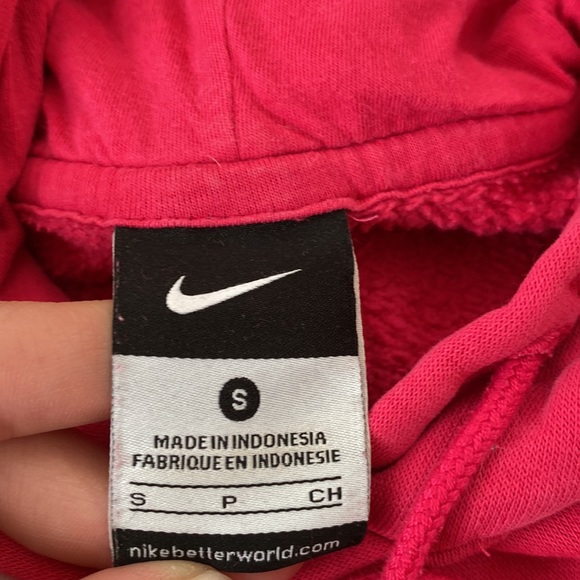 S
MADE IN INDONESIA
FABRIQUE EN INDONESIE
S P CH
nikebetterworld.com